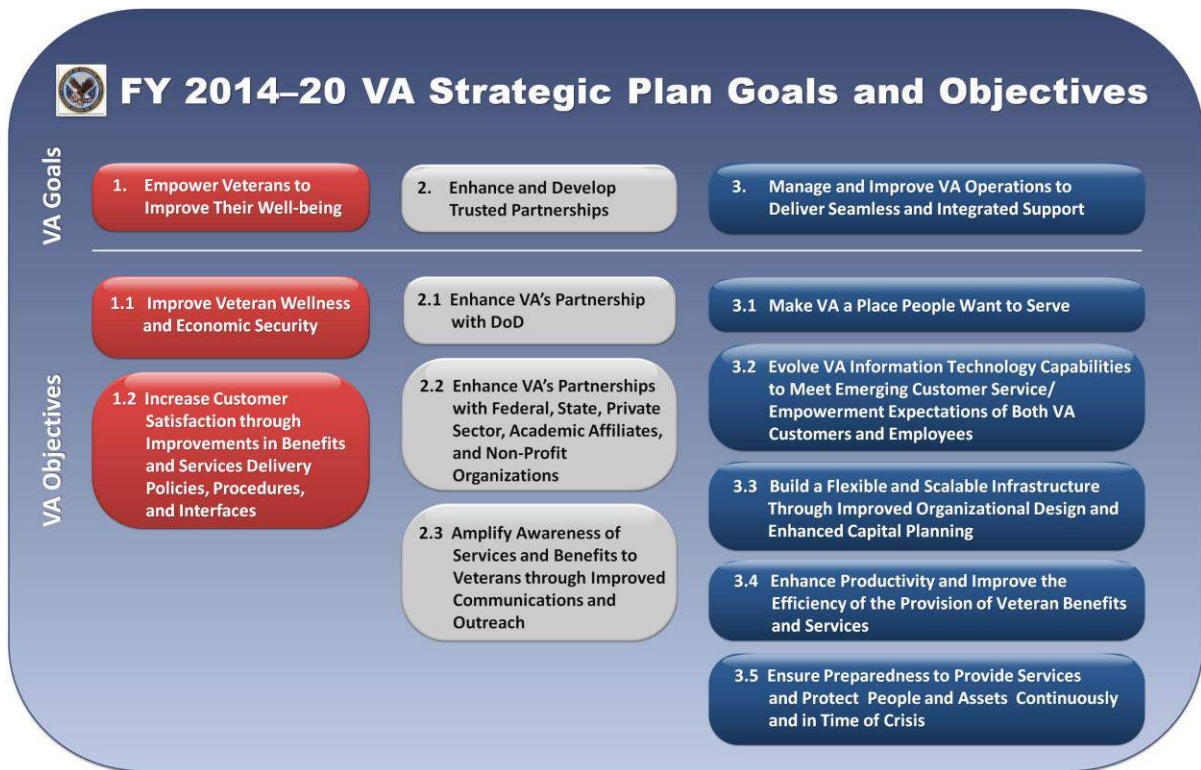 FY 2014–20 VA Strategic Plan Goals and Objectives
VA Goals
1. Empower Veterans to
Improve Their Well-being
2. Enhance and Develop
Trusted Partnerships
3. Manage and Improve VA Operations to
Deliver Seamless and Integrated Support
VA Objectives
1.1 Improve Veteran Wellness
and Economic Security
1.2 Increase Customer
Satisfaction through
Improvements in Benefits
and Services Delivery
Policies, Procedures,
and Interfaces
2.1 Enhance VA’s Partnership
with DoD
2.2 Enhance VA’s Partnerships
with Federal, State, Private
Sector, Academic Affiliates,
and Non-Profit
Organizations
2.3 Amplify Awareness of
Services and Benefits to
Veterans through Improved
Communications and
Outreach
3.1 Make VA a Place People Want to Serve
3.2 Evolve VA Information Technology Capabilities
to Meet Emerging Customer Service/
Empowerment Expectations of Both VA
Customers and Employees
3.3 Build a Flexible and Scalable Infrastructure
Through Improved Organizational Design and
Enhanced Capital Planning
3.4 Enhance Productivity and Improve the
Efficiency of the Provision of Veteran Benefits
and Services
3.5 Ensure Preparedness to Provide Services
and Protect People and Assets Continuously
and in Time of Crisis